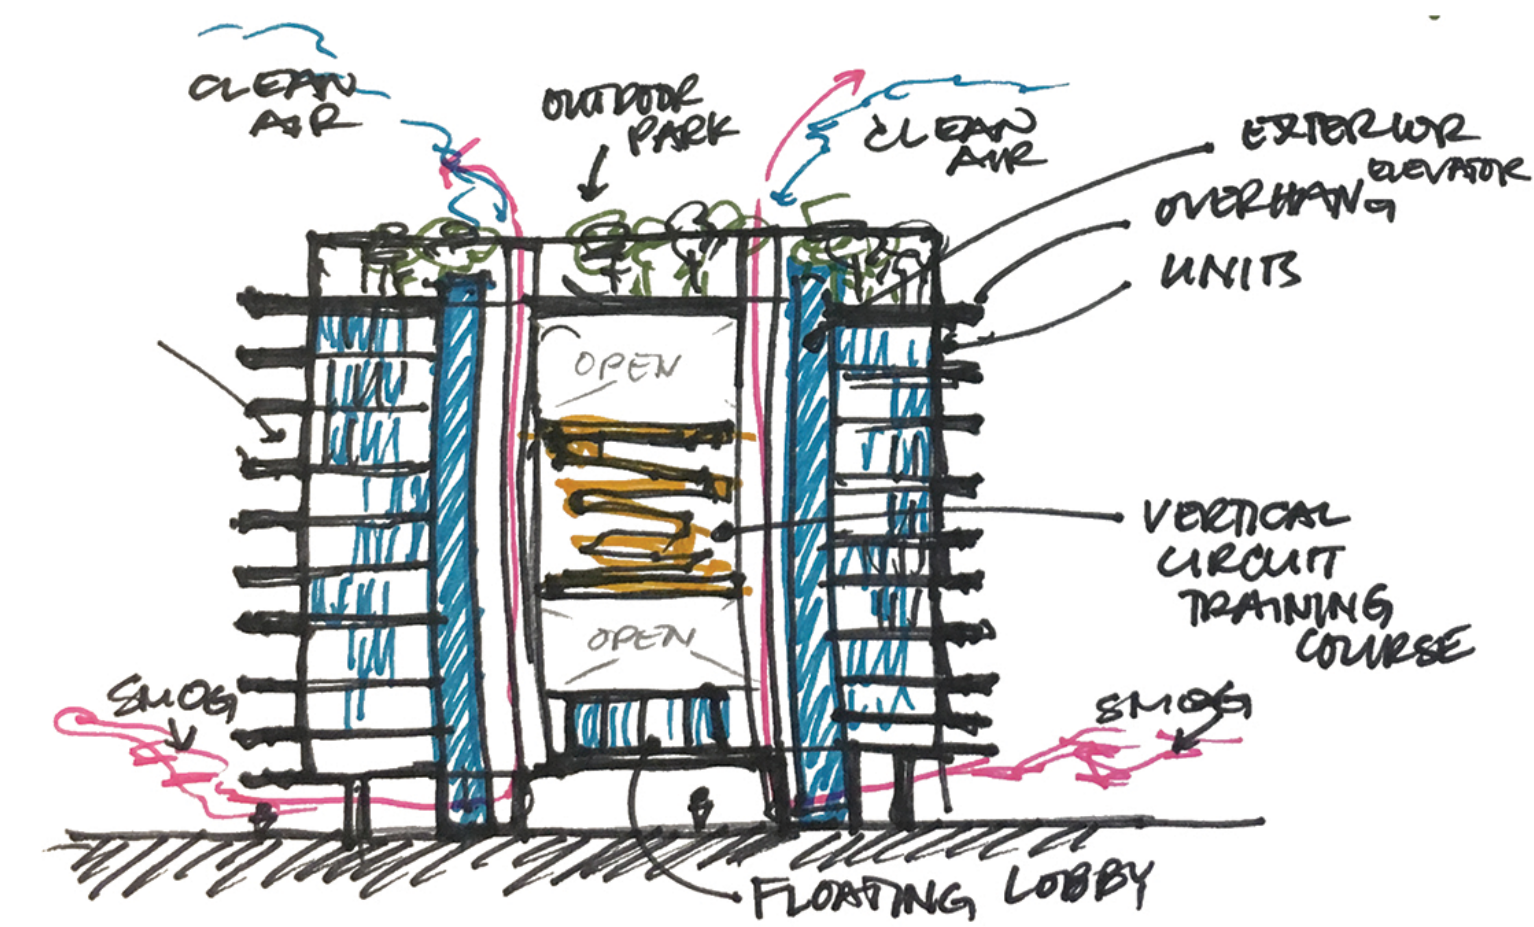 CLEAN
AIR
OUTDOOR
PARK
CLEAN
AIR
EXTERIOR
ELEVATOR
OVERHANG
UNITS
OPEN
VERTICAL
CIRCUIT
TRAINING
COURSE
OPEN
SMOG
SMOG
FLOATING LOBBY